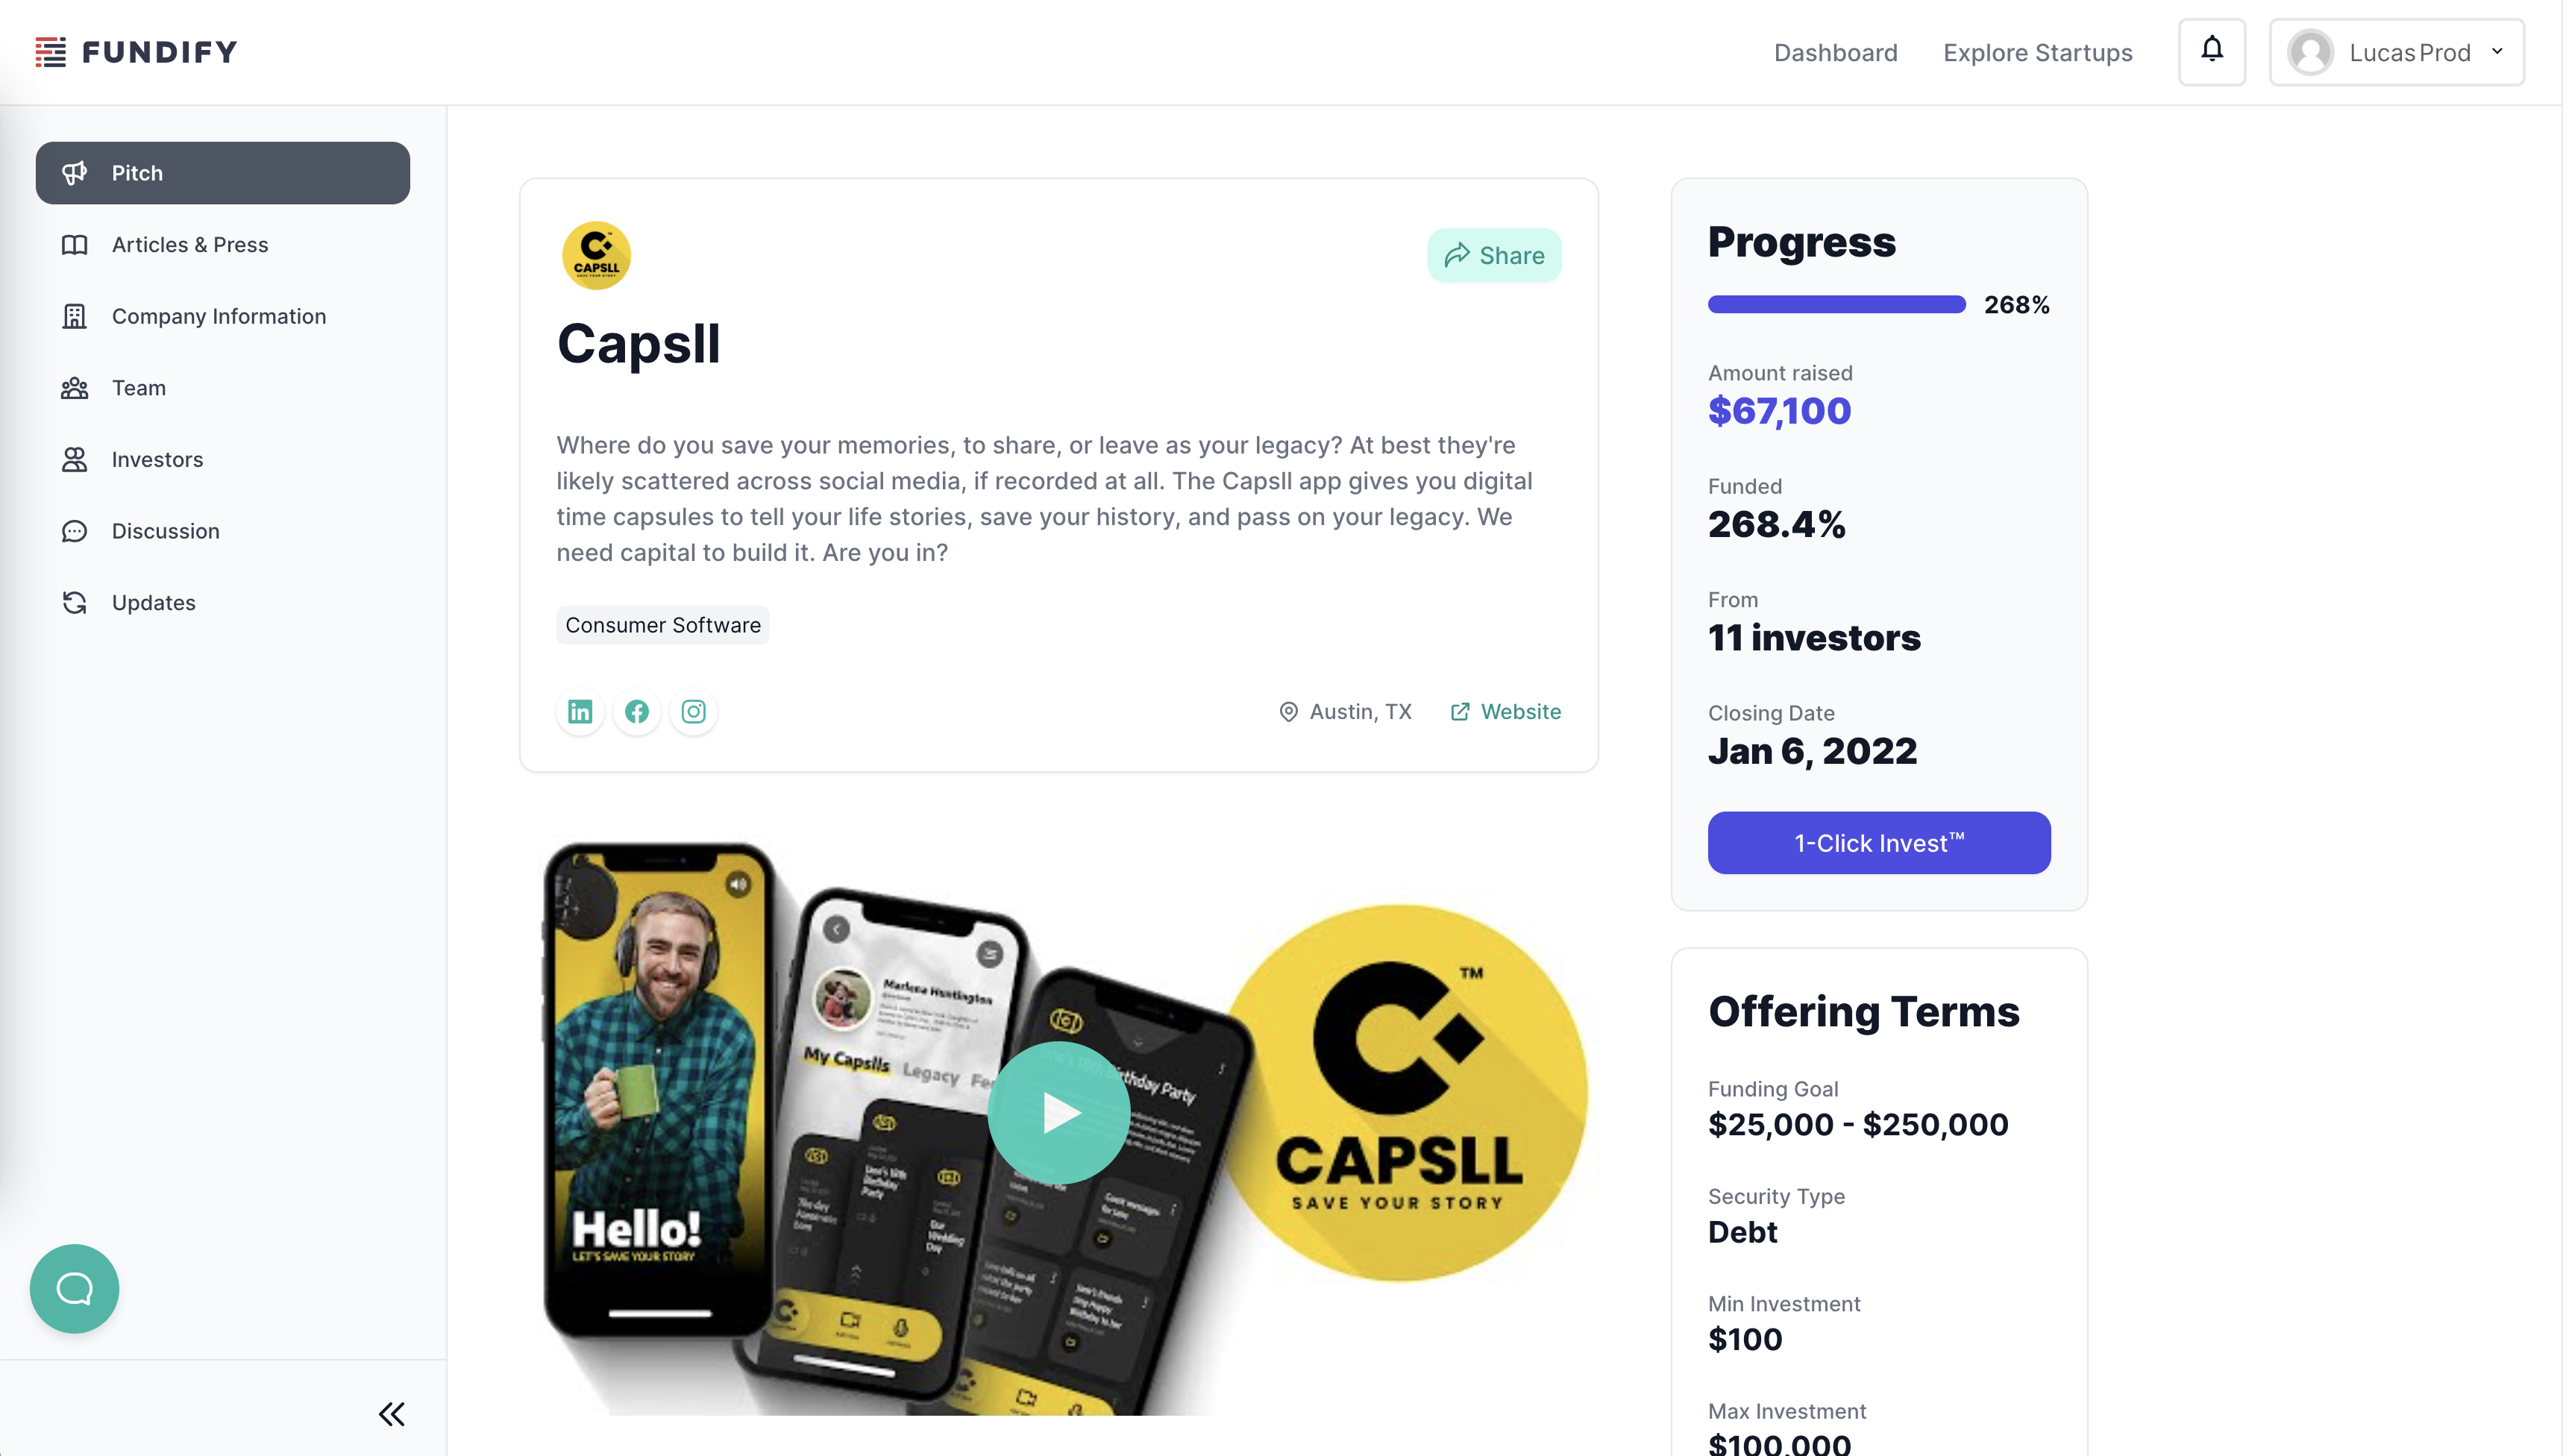 FUNDIFY
Dashboard
Explore Startups
Lucas Prod
Pitch
Articles & Press
Company Information
Team
Investors
Discussion
Updates
CAPSLL
Share
Capsll
Where do you save your memories, to share, or leave as your legacy? At best they're
likely scattered across social media, if recorded at all. The Capsll app gives you digital
time capsules to tell your life stories, save your history, and pass on your legacy. We
need capital to build it. Are you in?
Consumer Software
Austin, TX
Website
Hello!
LET'S SAVE YOUR STORY
Marlena Huntington
My Capslls Legacy
Birthday Party
™
CAPSLL
SAVE YOUR STORY
Progress
268%
Amount raised
$67,100
Funded
268.4%
From
11 investors
Closing Date
Jan 6, 2022
1-Click Invest™
Offering Terms
Funding Goal
$25,000 - $250,000
Security Type
Debt
Min Investment
$100
Max Investment
$100,000